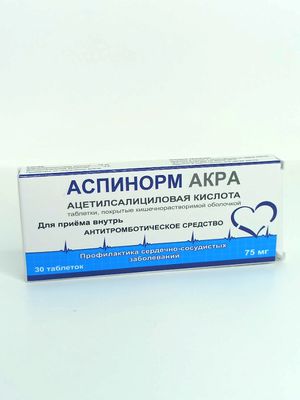 АСПИНОРМ АКРА
АЦЕТИЛСАЛИЦИЛОВАЯ КИСЛОТА
таблетки, покрытые кишечнорастворимой оболочкой
Для приёма внутрь
АНТИТРОМБОТИЧЕСКОЕ СРЕДСТВО
Профилактика сердечно-сосудистых
заболеваний
30 таблеток
75 мг